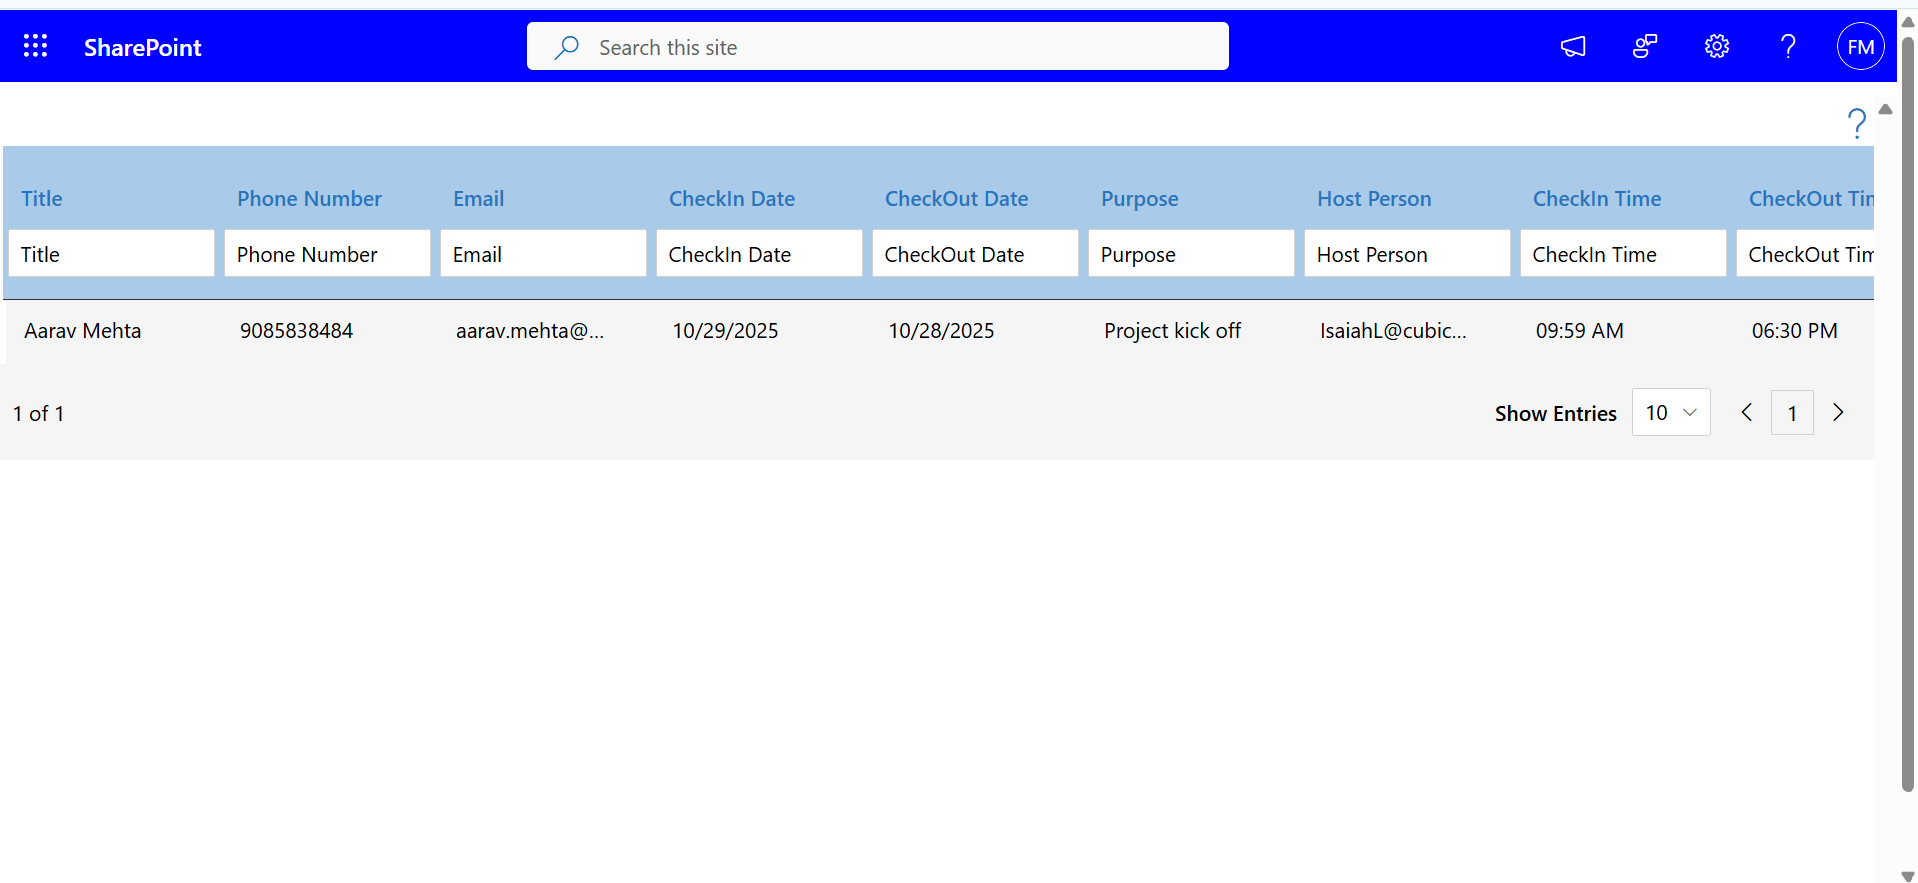 SharePoint Search this site ? FM
?
Title Phone Number Email CheckIn Date CheckOut Date Purpose Host Person CheckIn Time CheckOut Tim
Title Phone Number Email CheckIn Date CheckOut Date Purpose Host Person CheckIn Time CheckOut Tim
Aarav Mehta 9085838484 aarav.mehta@... 10/29/2025 10/28/2025 Project kick off IsaiahL@cubic... 09:59 AM 06:30 PM
1 of 1 Show Entries 10 1